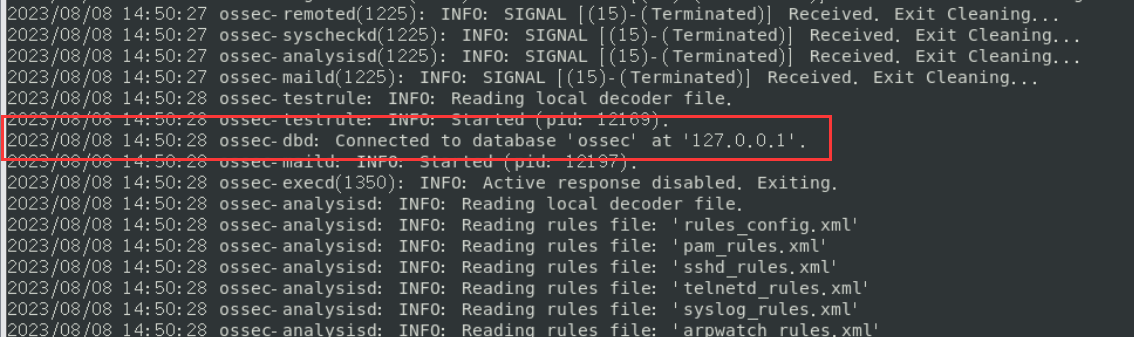 2023/08/08 14:50:27 ossec-remoted(1225): INFO: SIGNAL [(15)-(Terminated)] Received. Exit Cleaning...
2023/08/08 14:50:27 ossec-syscheckd(1225): INFO: SIGNAL [(15)-(Terminated)] Received. Exit Cleaning...
2023/08/08 14:50:27 ossec-analysisd(1225): INFO: SIGNAL [(15)-(Terminated)] Received. Exit Cleaning...
2023/08/08 14:50:27 ossec-maild(1225): INFO: SIGNAL [(15)-(Terminated)] Received. Exit Cleaning...
2023/08/08 14:50:28 ossec-testrule: INFO: Reading local decoder file.
2023/08/08 14:50:28 ossec-testrule: INFO: Started (pid: 12169).
2023/08/08 14:50:28 ossec-dbd: Connected to database 'ossec' at '127.0.0.1'.
2023/08/08 14:50:28 ossec-maild: INFO: Started (pid: 12197).
2023/08/08 14:50:28 ossec-execd(1350): INFO: Active response disabled. Exiting.
2023/08/08 14:50:28 ossec-analysisd: INFO: Reading local decoder file.
2023/08/08 14:50:28 ossec-analysisd: INFO: Reading rules file: 'rules_config.xml'
2023/08/08 14:50:28 ossec-analysisd: INFO: Reading rules file: 'pam_rules.xml'
2023/08/08 14:50:28 ossec-analysisd: INFO: Reading rules file: 'sshd_rules.xml'
2023/08/08 14:50:28 ossec-analysisd: INFO: Reading rules file: 'telnetd_rules.xml'
2023/08/08 14:50:28 ossec-analysisd: INFO: Reading rules file: 'syslog_rules.xml'
2023/08/08 14:50:28 ossec-analysisd: INFO: Reading rules file: 'arpwatch_rules.xml'